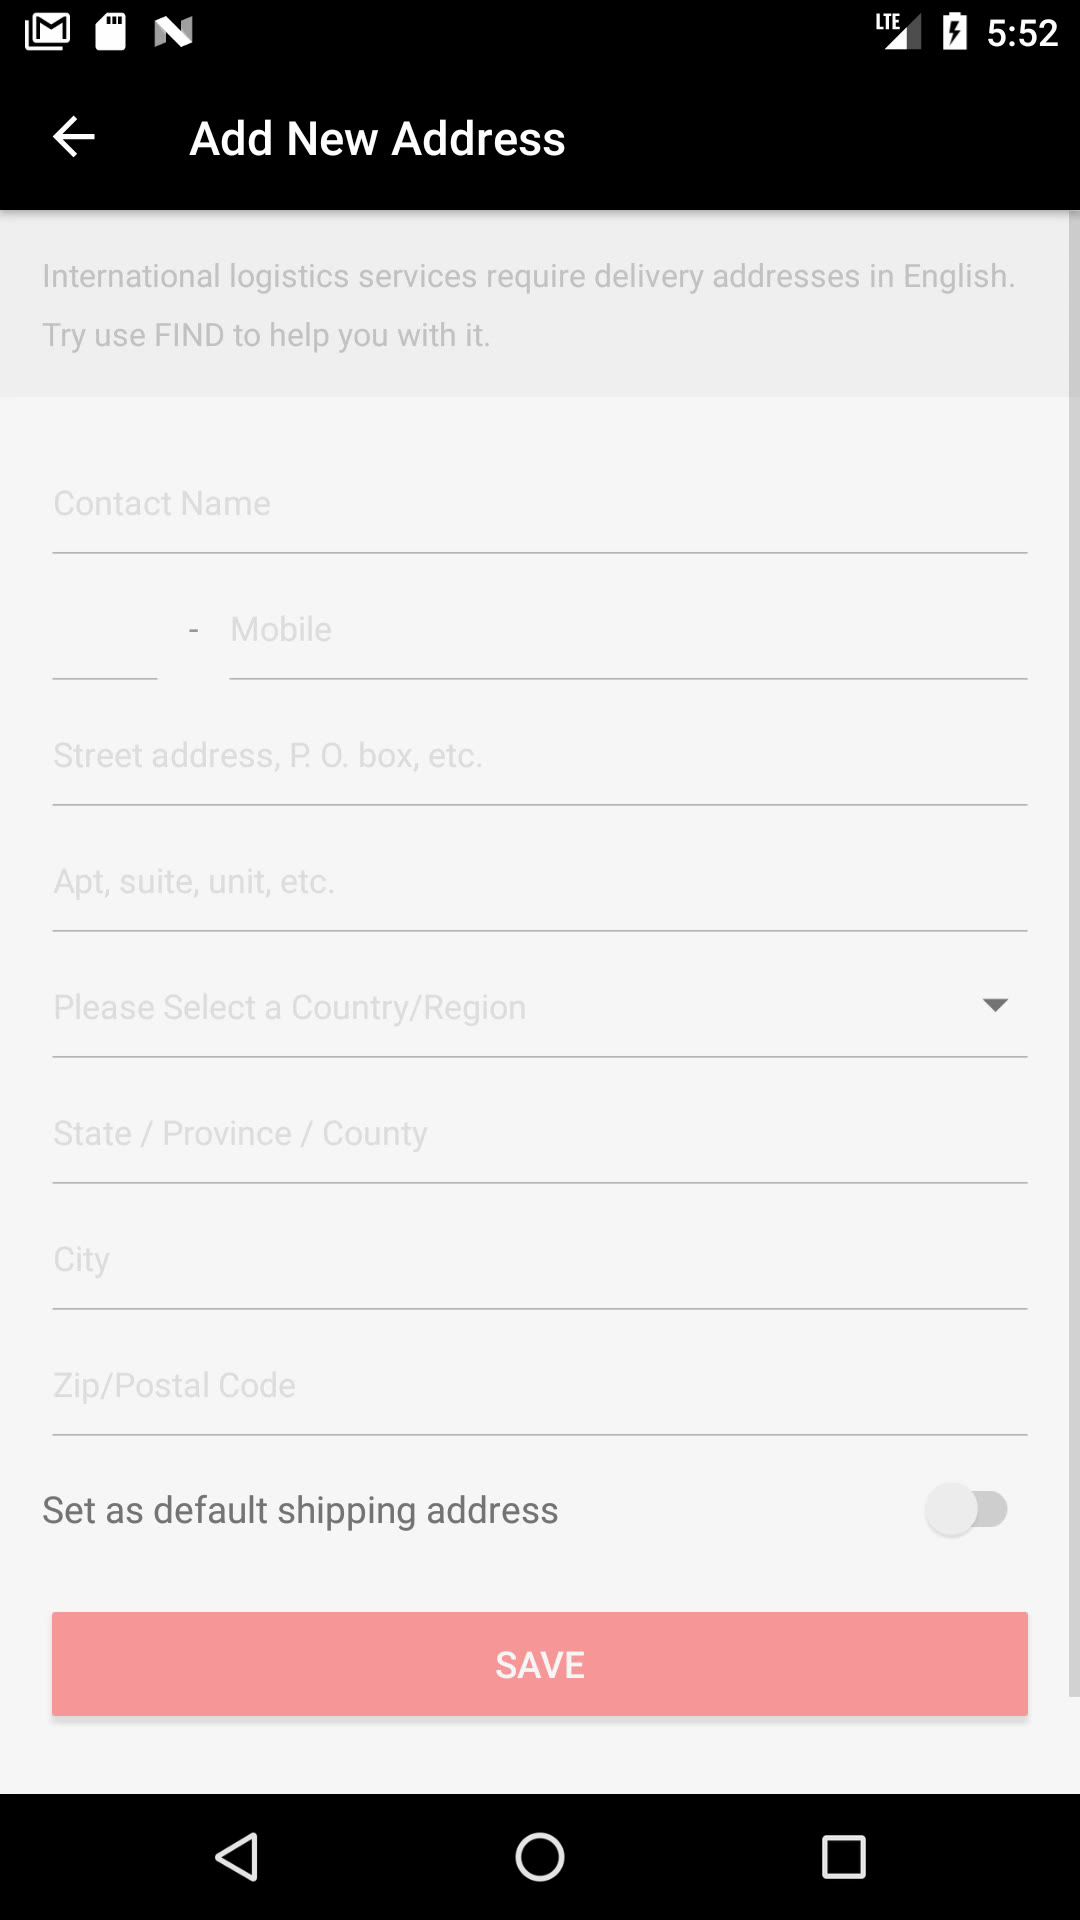 LTE 5:52
Add New Address
International logistics services require delivery addresses in English.
Try use FIND to help you with it.
Contact Name
- Mobile
Street address, P. O. box, etc.
Apt, suite, unit, etc.
Please Select a Country/Region
State / Province / County
City
Zip/Postal Code
Set as default shipping address
SAVE